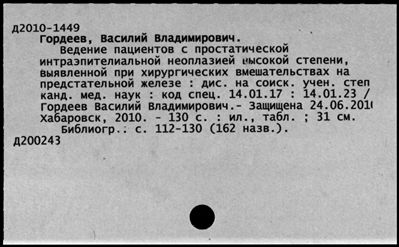 Д2010-1449
Гордеев, Василий Владимирович.
Ведение пациентов с простатической
интраэпителиальной неоплазией высокой степени,
выявленной при хирургических вмешательствах на
предстательной железе : дис. на соиск. учен. степ
канд. мед. наук : код спец. 14.01.17 : 14.01.23 /
Гордеев Василий Владимирович.- Защищена 24.06.2010
Хабаровск, 2010. - 130 с. : ил., табл. ; 31 см.
Библиогр.: с. 112-130 (162 назв.).
Д200243